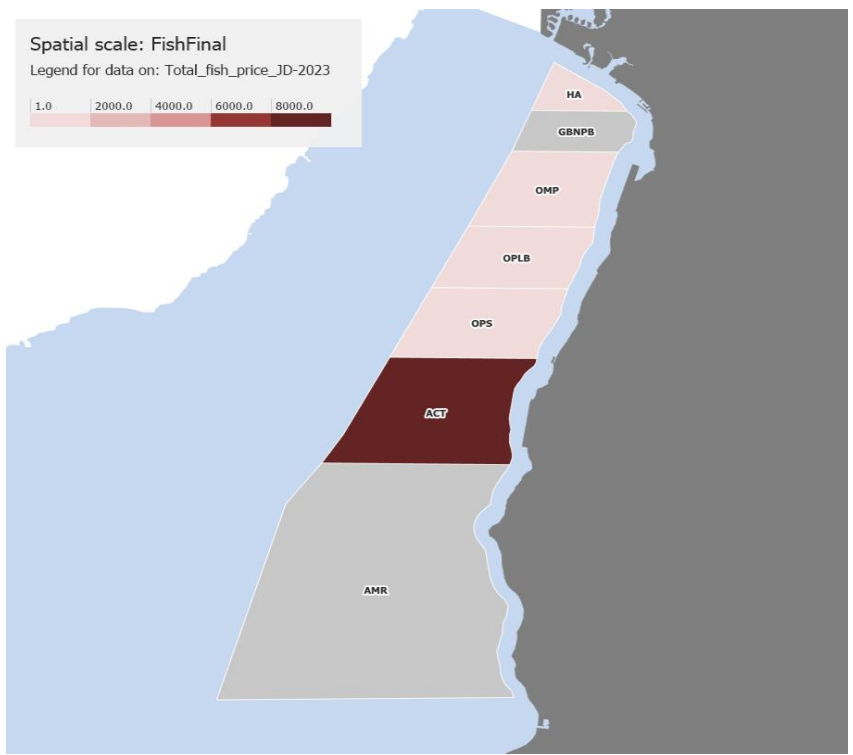 Spatial scale: FishFinal
Legend for data on: Total_fish_price_JD-2023
1.0 2000.0 4000.0 6000.0 8000.0
HA
GBNPB
OMP
OPLB
OPS
ACT
AMR